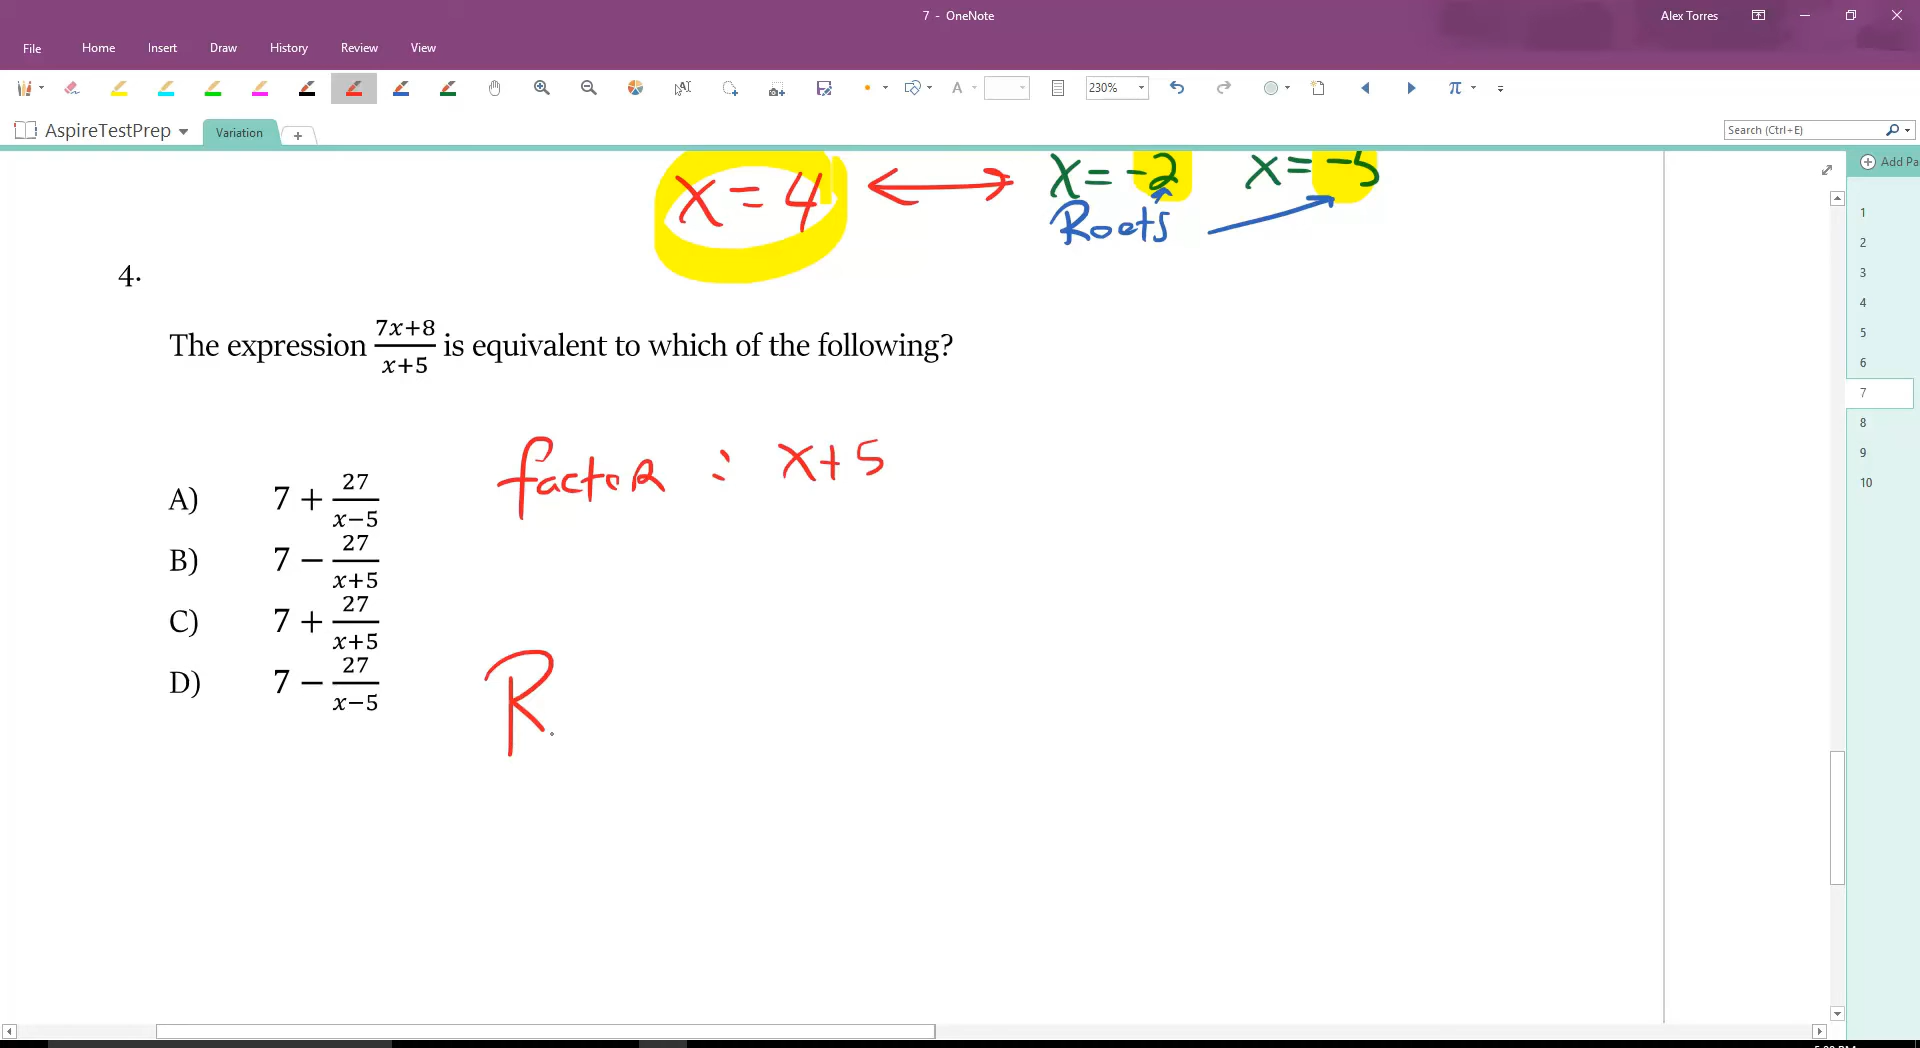 7 - OneNote
Alex Torres
File Home Insert Draw History Review View
A 230% π
AspireTestPrep Variation +
Search (Ctrl+E)
Add Pa
x = 4 x = -2 x = -5
Roots
4.
The expression (7x+8)/(x+5) is equivalent to which of the following?
factor : x+5
A) 7 + 27/(x−5)
B) 7 − 27/(x+5)
C) 7 + 27/(x+5)
D) 7 − 27/(x−5)
R
1
2
3
4
5
6
7
8
9
10